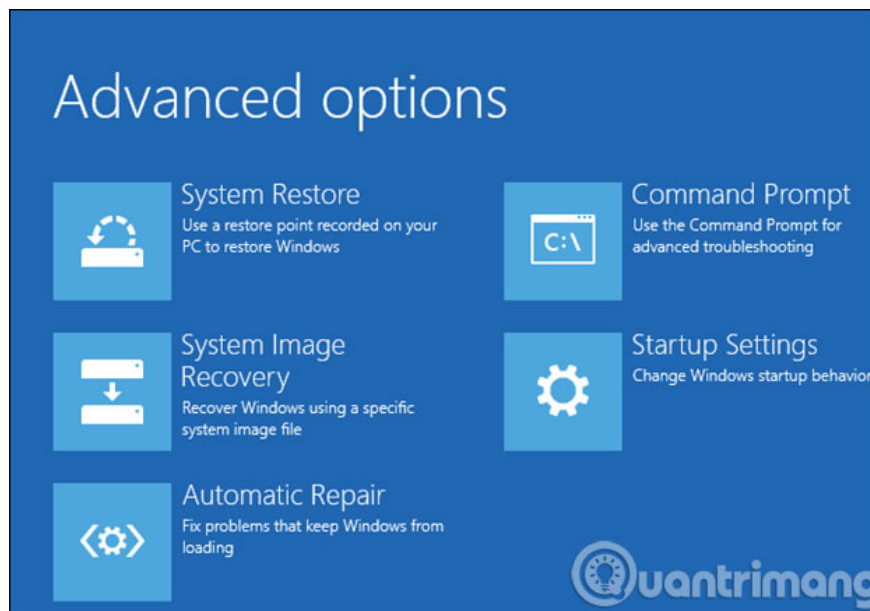 Advanced options
System Restore
Use a restore point recorded on your
PC to restore Windows
Command Prompt
Use the Command Prompt for
advanced troubleshooting
C:\
System Image
Recovery
Recover Windows using a specific
system image file
Startup Settings
Change Windows startup behavior
Automatic Repair
Fix problems that keep Windows from
loading
Quantrimang